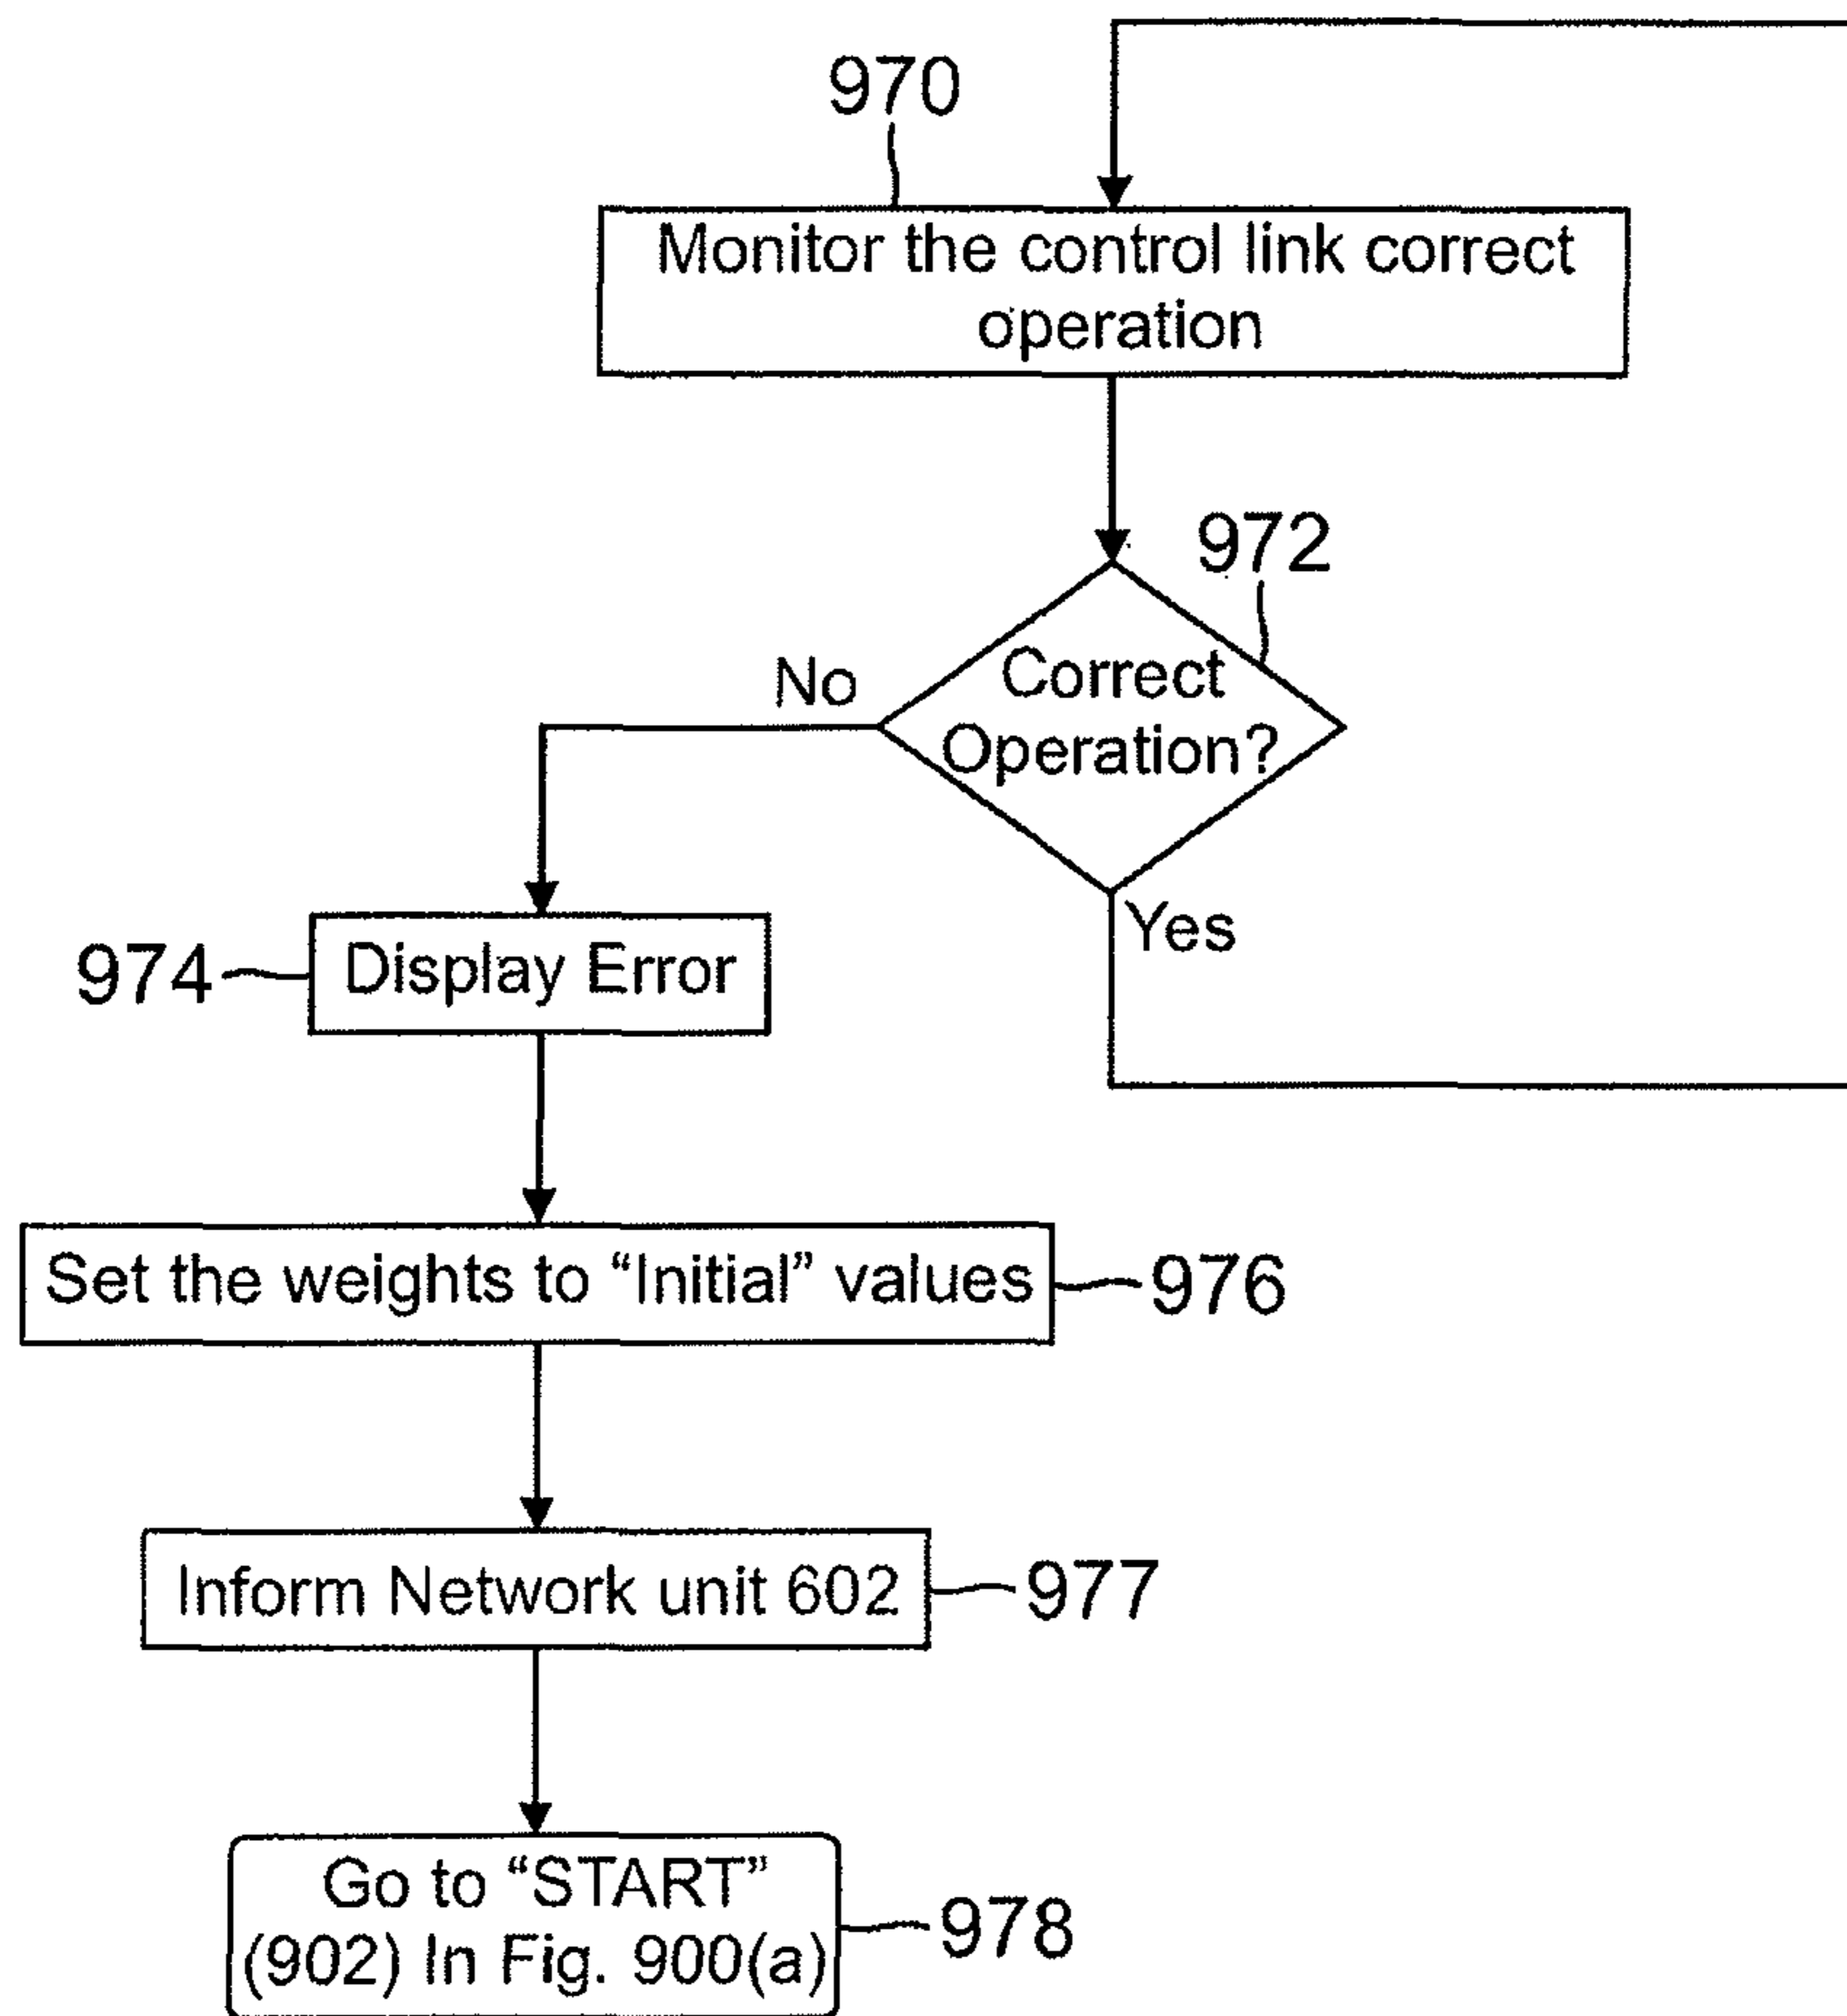 970
Monitor the control link correct
operation
972
Correct
Operation?
No
Yes
974
Display Error
Set the weights to “Initial” values
976
Inform Network unit 602
977
Go to “START”
(902) In Fig. 900(a)
978